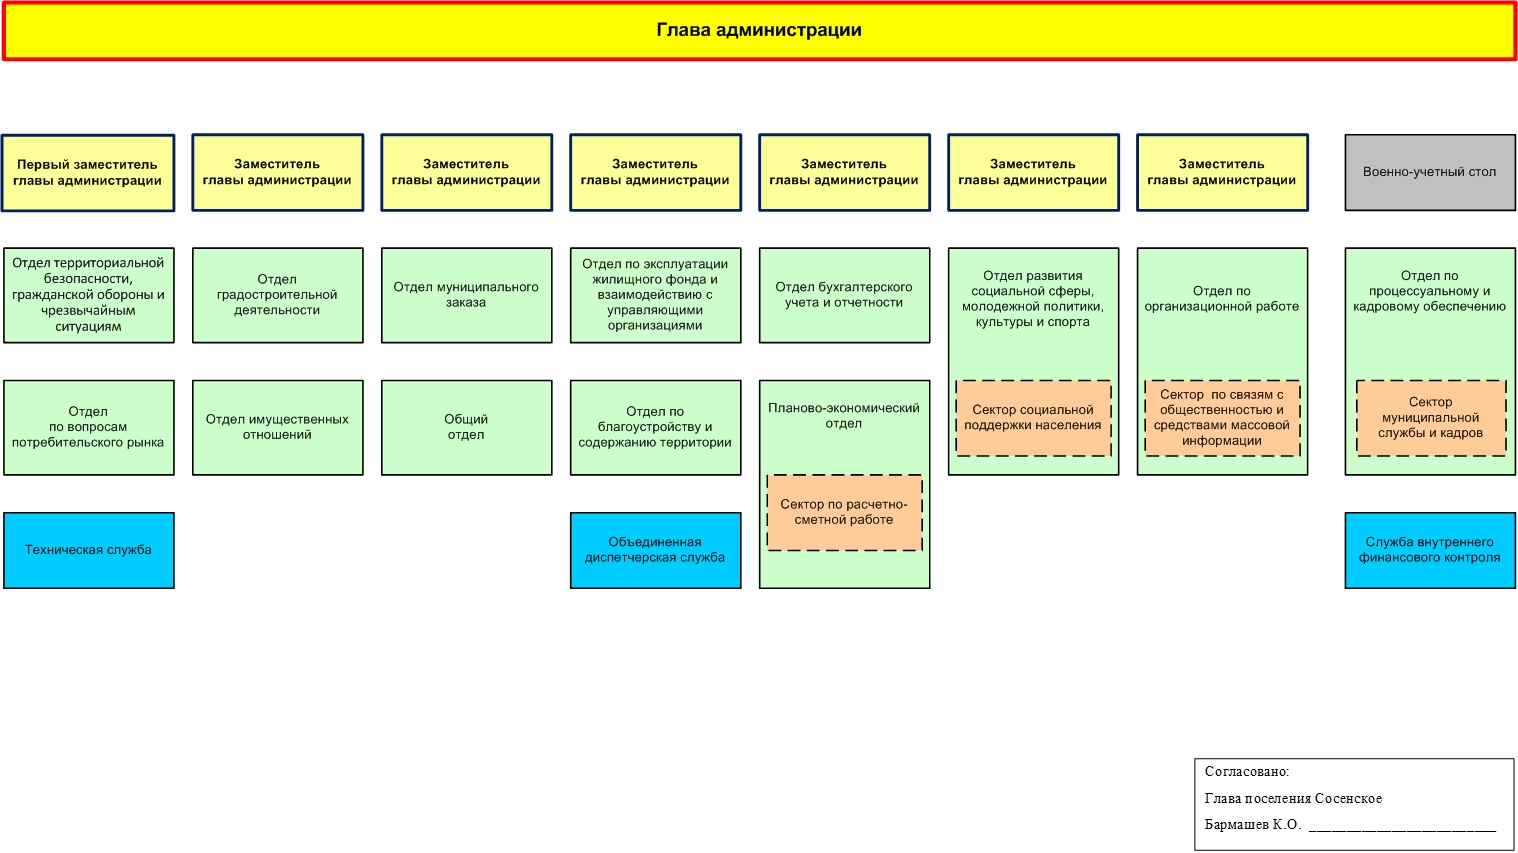 Глава администрации
Первый заместитель
главы администрации
Заместитель
главы администрации
Заместитель
главы администрации
Заместитель
главы администрации
Заместитель
главы администрации
Заместитель
главы администрации
Заместитель
главы администрации
Военно-учетный стол
Отдел территориальной
безопасности,
гражданской обороны и
чрезвычайным
ситуациям
Отдел
градостроительной
деятельности
Отдел муниципального
заказа
Отдел по эксплуатации
жилищного фонда и
взаимодействию с
управляющими
организациями
Отдел бухгалтерского
учета и отчетности
Отдел развития
социальной сферы,
молодежной политики,
культуры и спорта
Отдел по
организационной работе
Отдел по
процессуальному и
кадровому обеспечению
Отдел
по вопросам
потребительского рынка
Отдел имущественных
отношений
Общий
отдел
Отдел по
благоустройству и
содержанию территории
Планово-экономический
отдел
Сектор социальной
поддержки населения
Сектор по связям с
общественностью и
средствами массовой
информации
Сектор
муниципальной
службы и кадров
Сектор по расчетно-
сметной работе
Техническая служба
Объединенная
диспетчерская служба
Служба внутреннего
финансового контроля
Согласовано:
Глава поселения Сосенское
Бармашев К.О. _________________________